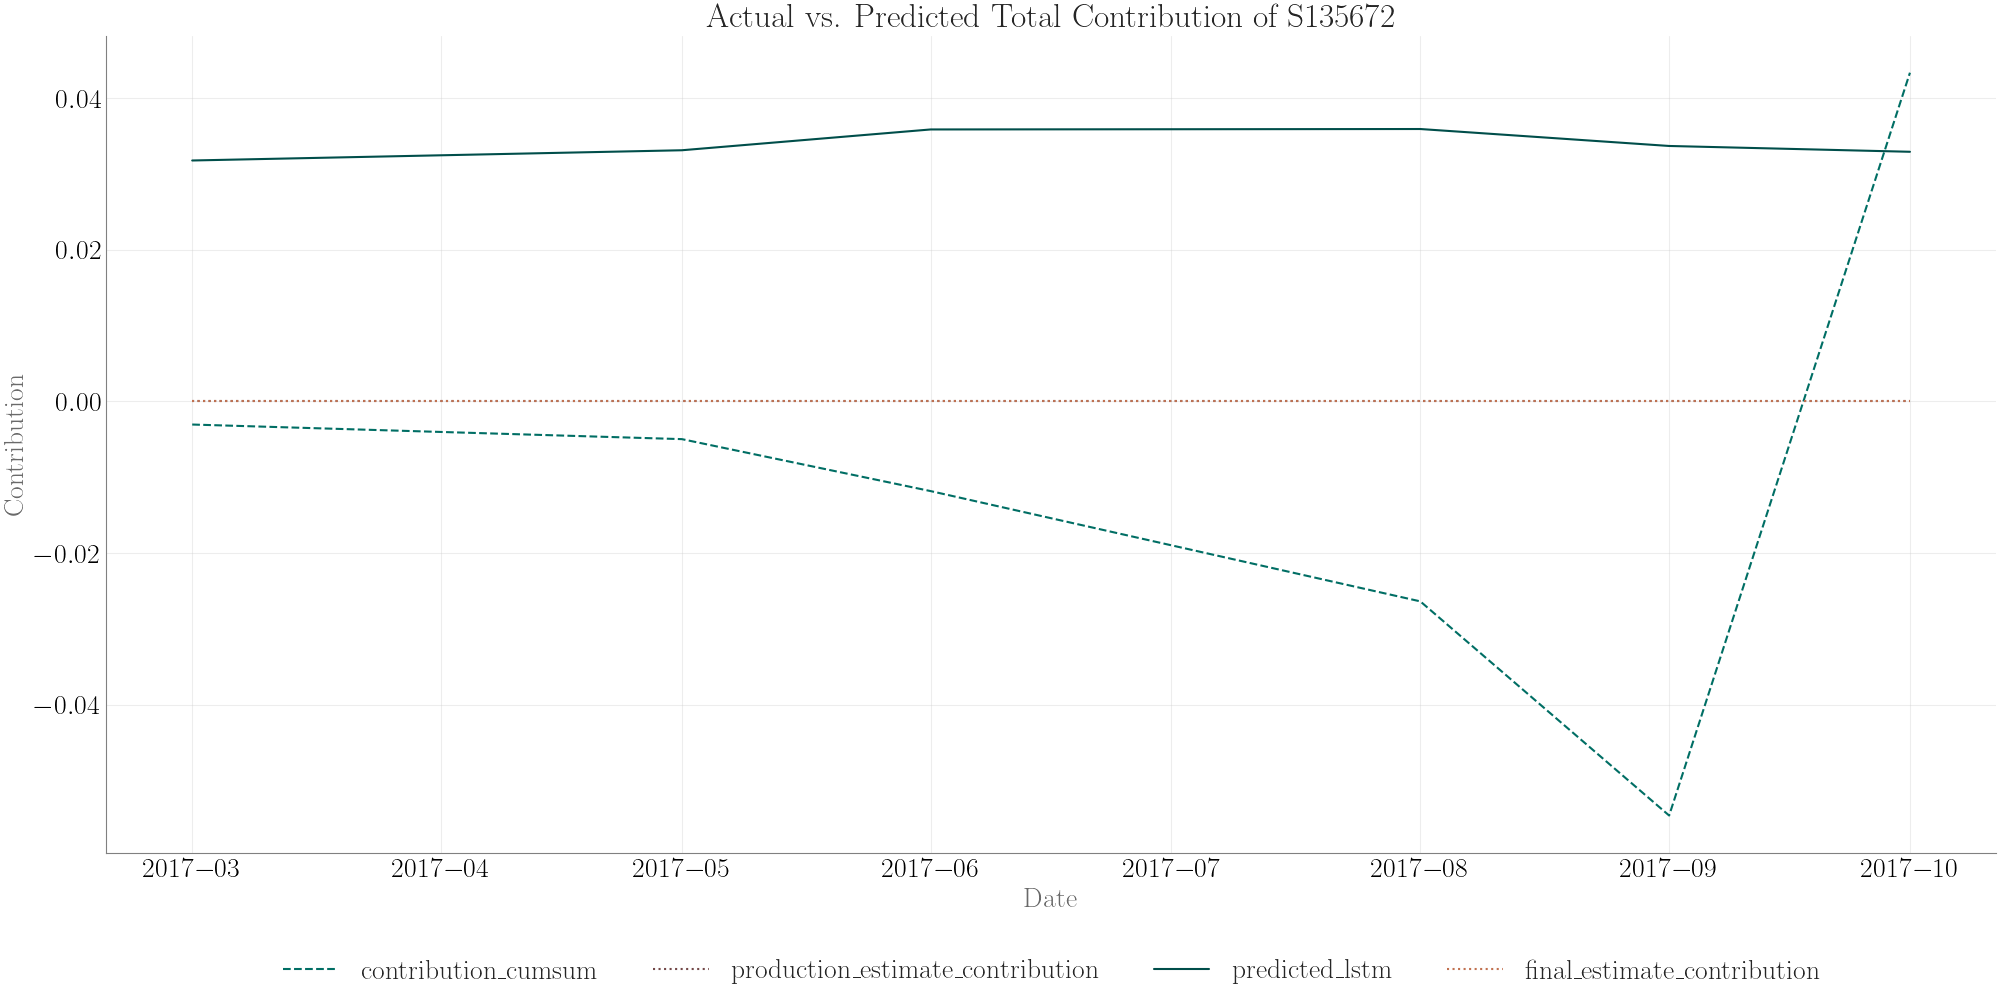 Actual vs. Predicted Total Contribution of S135672
0.04
0.02
0.00
−0.02
−0.04
Contribution
2017−03 2017−04 2017−05 2017−06 2017−07 2017−08 2017−09 2017−10
Date
contribution_cumsum production_estimate_contribution predicted_lstm final_estimate_contribution